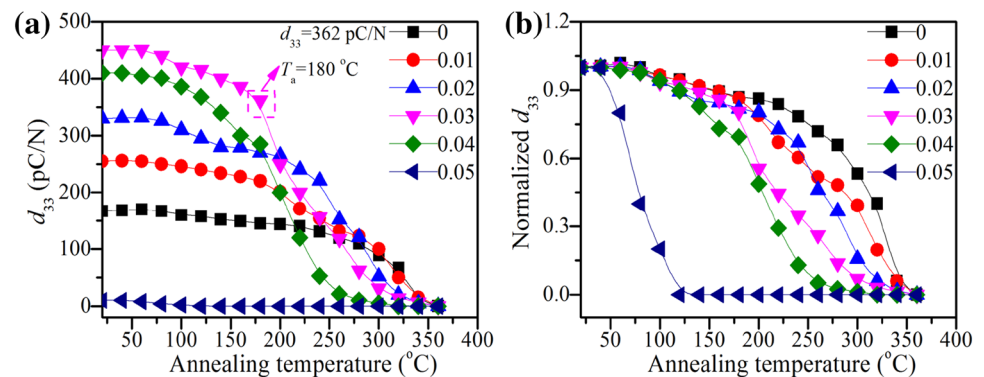 (a)
500
400
300
200
100
0
d33 (pC/N)
50 100 150 200 250 300 350 400
Annealing temperature (°C)
d33=362 pC/N
Ta=180 °C
0
0.01
0.02
0.03
0.04
0.05
(b)
1.2
0.9
0.6
0.3
0.0
Normalized d33
50 100 150 200 250 300 350 400
Annealing temperature (°C)
0
0.01
0.02
0.03
0.04
0.05